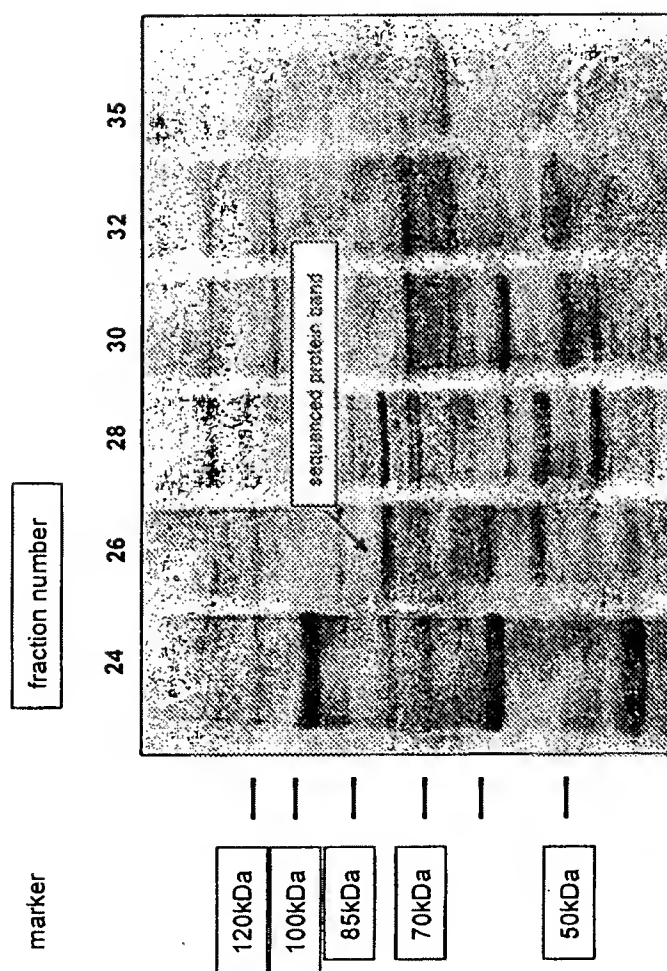 fraction number
24 26 28 30 32 35
sequenced protein band
marker
120kDa
100kDa
85kDa
70kDa
50kDa